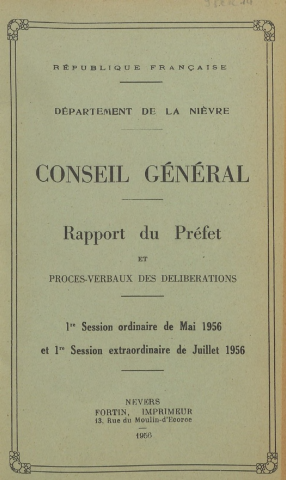 RÉPUBLIQUE FRANÇAISE
DÉPARTEMENT DE LA NIÈVRE
CONSEIL GÉNÉRAL
Rapport du Préfet
ET
PROCES-VERBAUX DES DELIBERATIONS
1re Session ordinaire de Mai 1956
et 1re Session extraordinaire de Juillet 1956
NEVERS
FORTIN, IMPRIMEUR
13, Rue du Moulin-d'Ecorce
1956